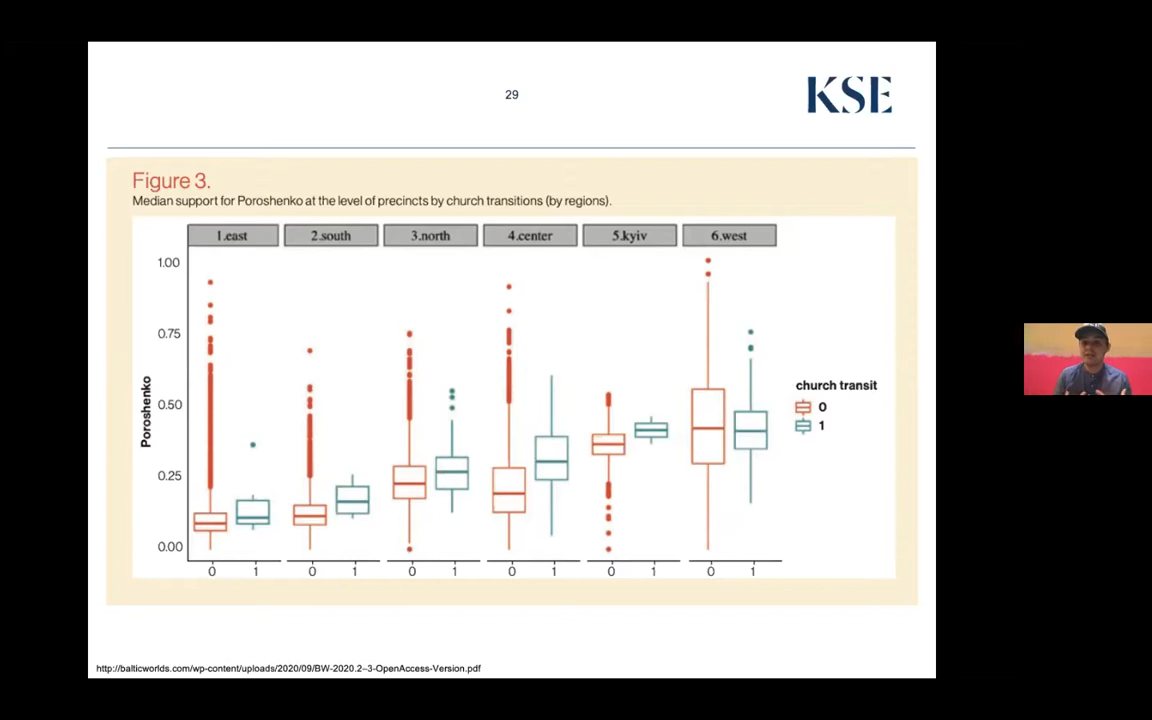 29
KSE
Figure 3.
Median support for Poroshenko at the level of precincts by church transitions (by regions).
1.east 2.south 3.north 4.center 5.kyiv 6.west
1.00
0.75
0.50
0.25
0.00
Poroshenko
0 1 0 1 0 1 0 1 0 1 0 1
church transit
0
1
http://balticworlds.com/wp-content/uploads/2020/09/BW-2020.2–3-OpenAccess-Version.pdf